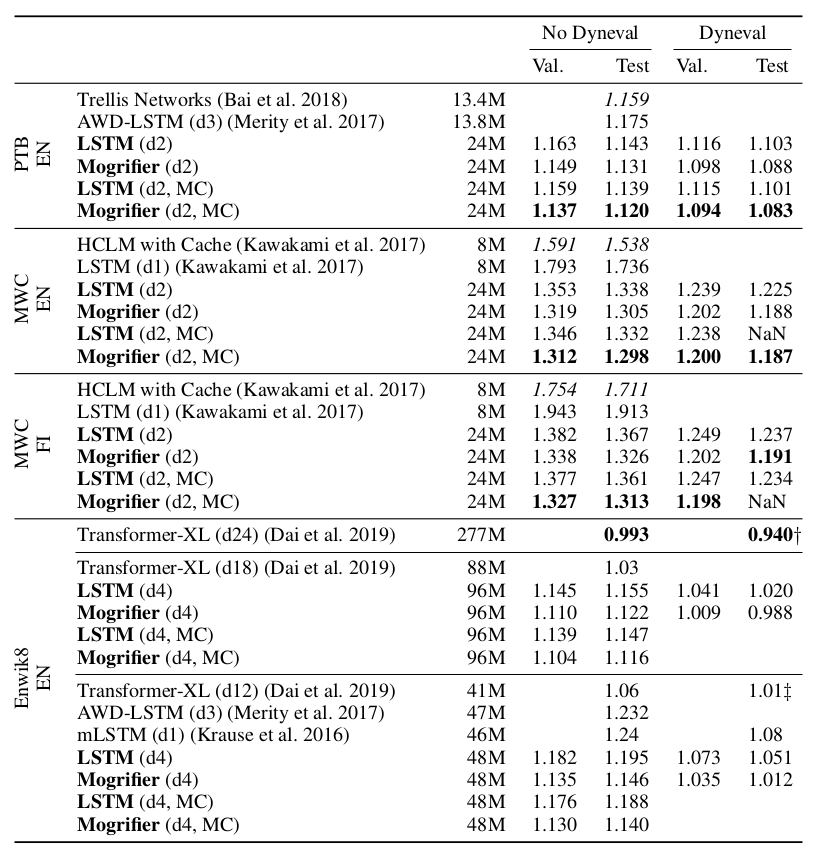 No Dyneval Dyneval
Val. Test Val. Test
PTB
EN
Trellis Networks (Bai et al. 2018) 13.4M 1.159
AWD-LSTM (d3) (Merity et al. 2017) 13.8M 1.175
LSTM (d2) 24M 1.163 1.143 1.116 1.103
Mogrifier (d2) 24M 1.149 1.131 1.098 1.088
LSTM (d2, MC) 24M 1.159 1.139 1.115 1.101
Mogrifier (d2, MC) 24M 1.137 1.120 1.094 1.083
MWC
EN
HCLM with Cache (Kawakami et al. 2017) 8M 1.591 1.538
LSTM (d1) (Kawakami et al. 2017) 8M 1.793 1.736
LSTM (d2) 24M 1.353 1.338 1.239 1.225
Mogrifier (d2) 24M 1.319 1.305 1.202 1.188
LSTM (d2, MC) 24M 1.346 1.332 1.238 NaN
Mogrifier (d2, MC) 24M 1.312 1.298 1.200 1.187
MWC
FI
HCLM with Cache (Kawakami et al. 2017) 8M 1.754 1.711
LSTM (d1) (Kawakami et al. 2017) 8M 1.943 1.913
LSTM (d2) 24M 1.382 1.367 1.249 1.237
Mogrifier (d2) 24M 1.338 1.326 1.202 1.191
LSTM (d2, MC) 24M 1.377 1.361 1.247 1.234
Mogrifier (d2, MC) 24M 1.327 1.313 1.198 NaN
Enwik8
EN
Transformer-XL (d24) (Dai et al. 2019) 277M 0.993 0.940†
Transformer-XL (d18) (Dai et al. 2019) 88M 1.03
LSTM (d4) 96M 1.145 1.155 1.041 1.020
Mogrifier (d4) 96M 1.110 1.122 1.009 0.988
LSTM (d4, MC) 96M 1.139 1.147
Mogrifier (d4, MC) 96M 1.104 1.116
Transformer-XL (d12) (Dai et al. 2019) 41M 1.06 1.01‡
AWD-LSTM (d3) (Merity et al. 2017) 47M 1.232
mLSTM (d1) (Krause et al. 2016) 46M 1.24 1.08
LSTM (d4) 48M 1.182 1.195 1.073 1.051
Mogrifier (d4) 48M 1.135 1.146 1.035 1.012
LSTM (d4, MC) 48M 1.176 1.188
Mogrifier (d4, MC) 48M 1.130 1.140